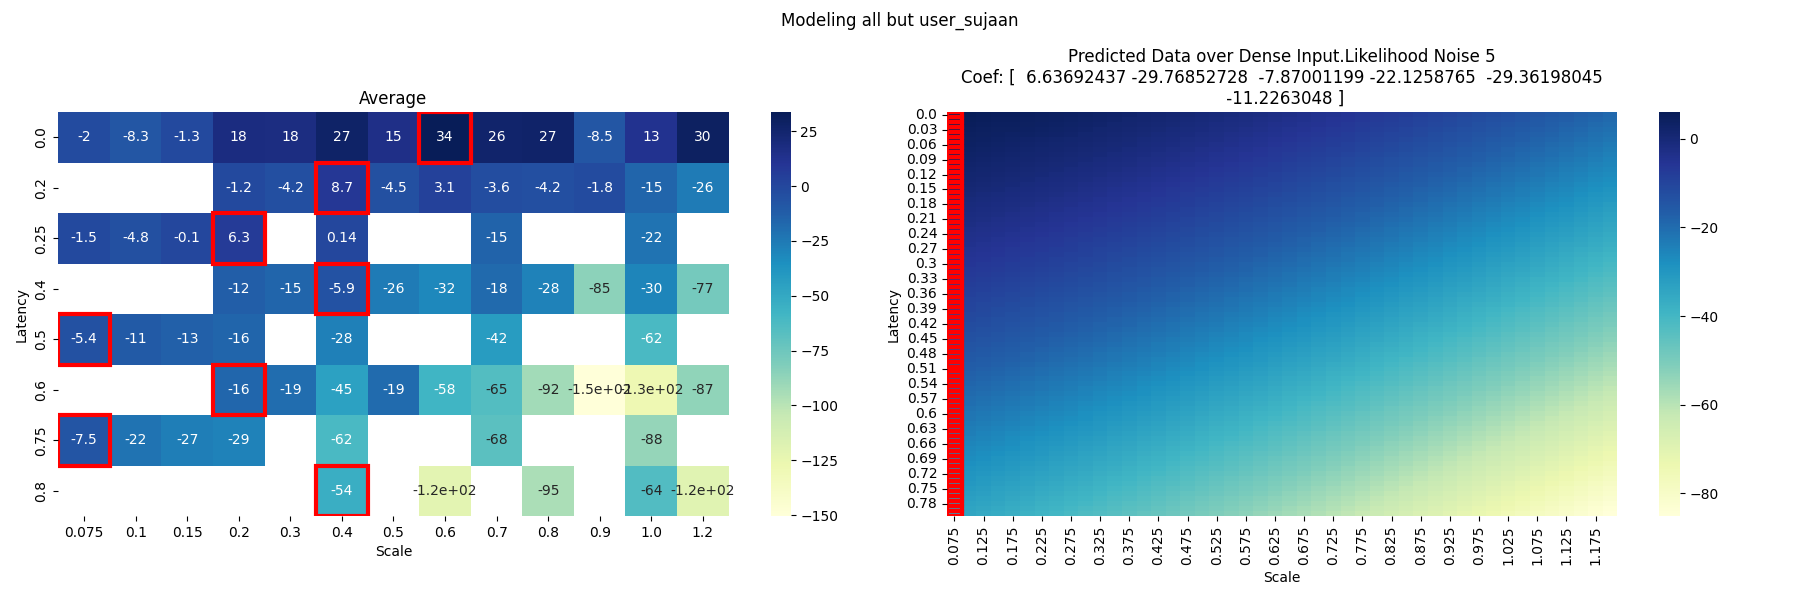 Modeling all but user_sujaan
Average
0.0 -2 -8.3 -1.3 18 18 27 15 34 26 27 -8.5 13 30
0.2 -1.2 -4.2 8.7 -4.5 3.1 -3.6 -4.2 -1.8 -15 -26
0.25 -1.5 -4.8 -0.1 6.3 0.14 -15 -22
0.4 -12 -15 -5.9 -26 -32 -18 -28 -85 -30 -77
0.5 -5.4 -11 -13 -16 -28 -42 -62
0.6 -16 -19 -45 -19 -58 -65 -92 -1.5e+02 -1.3e+02 -87
0.75 -7.5 -22 -27 -29 -62 -68 -88
0.8 -54 -1.2e+02 -95 -64 -1.2e+02
0.075 0.1 0.15 0.2 0.3 0.4 0.5 0.6 0.7 0.8 0.9 1.0 1.2
Scale
Latency
25
0
−25
−50
−75
−100
−125
−150
Predicted Data over Dense Input.Likelihood Noise 5
Coef: [ 6.63692437 -29.76852728 -7.87001199 -22.1258765 -29.36198045
-11.2263048 ]
0.0
0.03
0.06
0.09
0.12
0.15
0.18
0.21
0.24
0.27
0.3
0.33
0.36
0.39
0.42
0.45
0.48
0.51
0.54
0.57
0.6
0.63
0.66
0.69
0.72
0.75
0.78
Latency
0.075 0.125 0.175 0.225 0.275 0.325 0.375 0.425 0.475 0.525 0.575 0.625 0.675 0.725 0.775 0.825 0.875 0.925 0.975 1.025 1.075 1.125 1.175
Scale
0
−20
−40
−60
−80